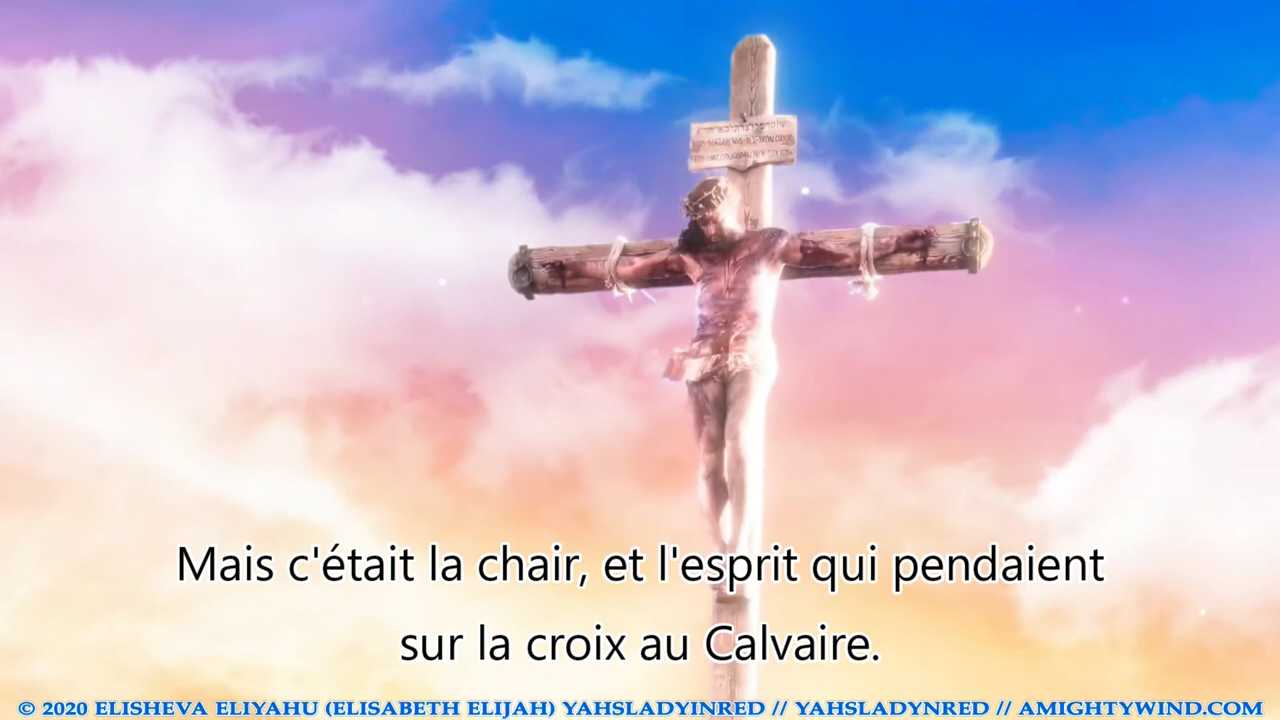 Mais c'était la chair, et l'esprit qui pendaient
sur la croix au Calvaire.
© 2020 ELISHEVA ELIYAHU (ELISABETH ELIJAH) YAHSLADYINRED // YAHSLADYNRED // AMIGHTYWIND.COM